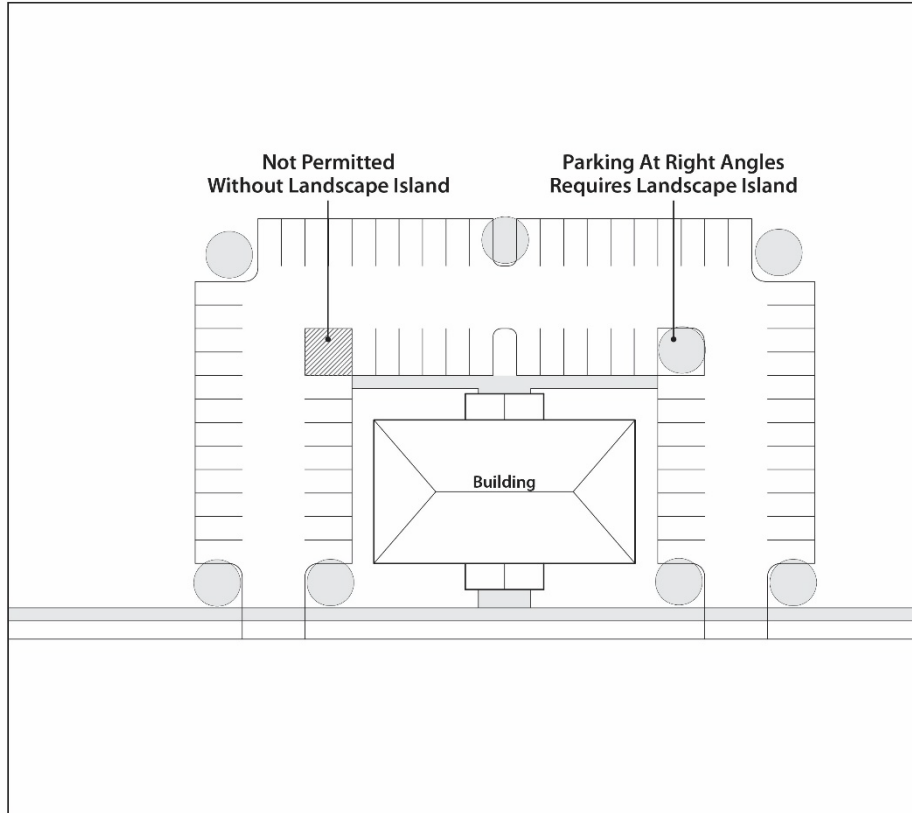 Not Permitted
Without Landscape Island
Parking At Right Angles
Requires Landscape Island
Building